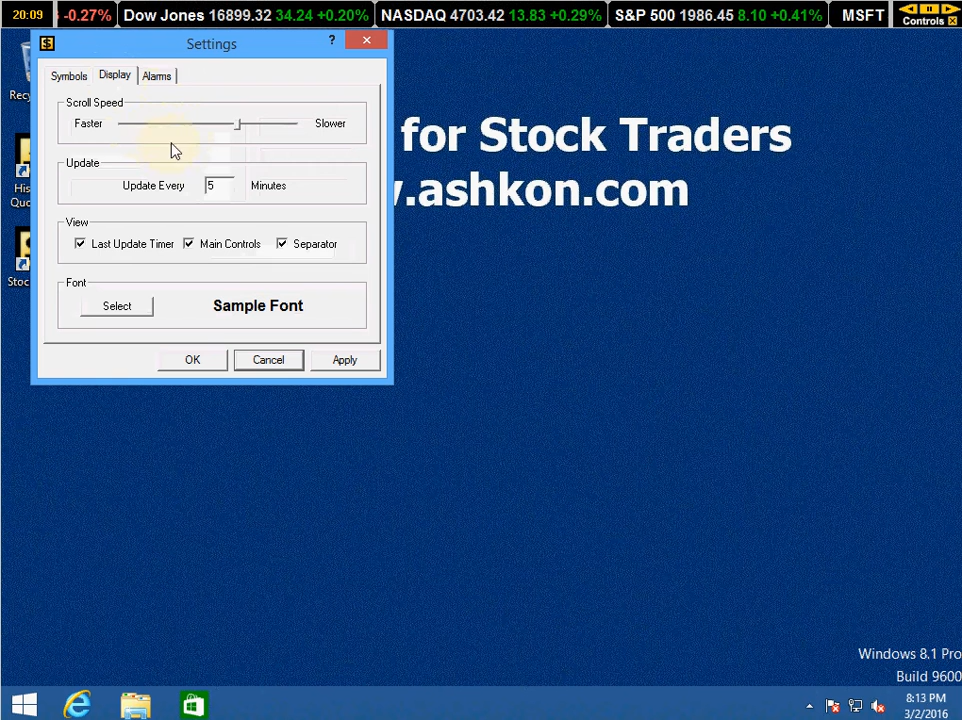 20:09 -0.27% Dow Jones 16899.32 34.24 +0.20% NASDAQ 4703.42 13.83 +0.29% S&P 500 1986.45 8.10 +0.41% MSFT
Controls
Settings
Symbols Display Alarms
Scroll Speed
Faster Slower
Update
Update Every 5 Minutes
View
Last Update Timer Main Controls Separator
Font
Select Sample Font
OK Cancel Apply
for Stock Traders
.ashkon.com
Windows 8.1 Pro
Build 9600
8:13 PM
3/2/2016